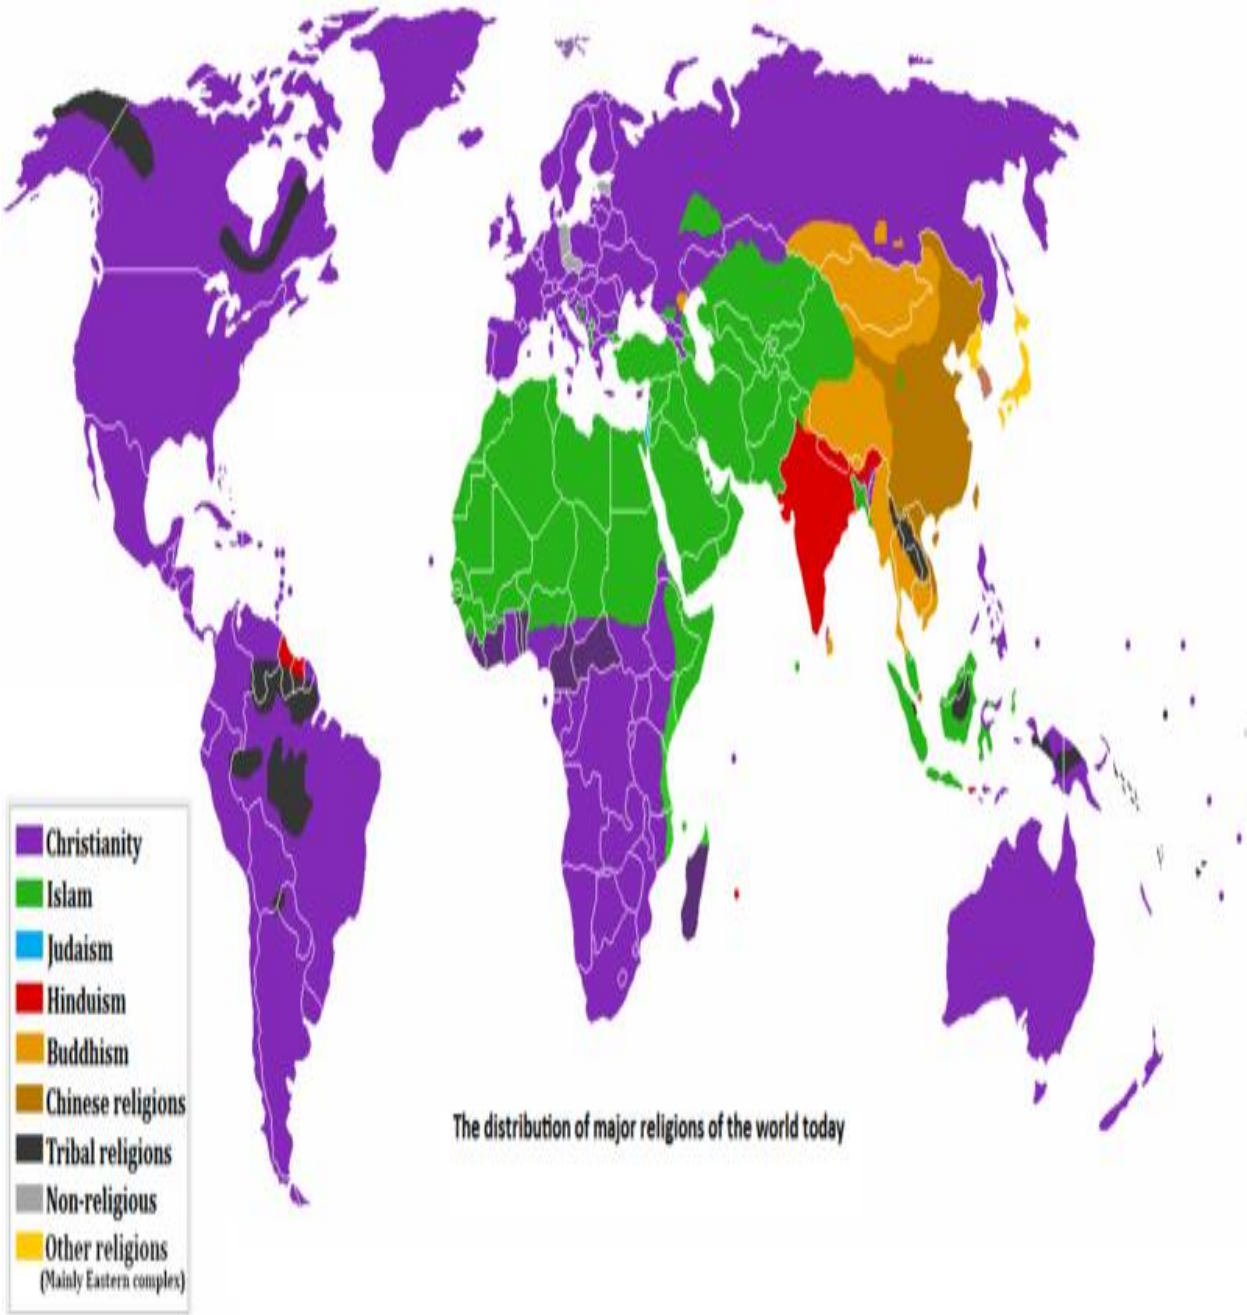 Christianity
Islam
Judaism
Hinduism
Buddhism
Chinese religions
Tribal religions
Non-religious
Other religions
(Mainly Eastern complex)
The distribution of major religions of the world today